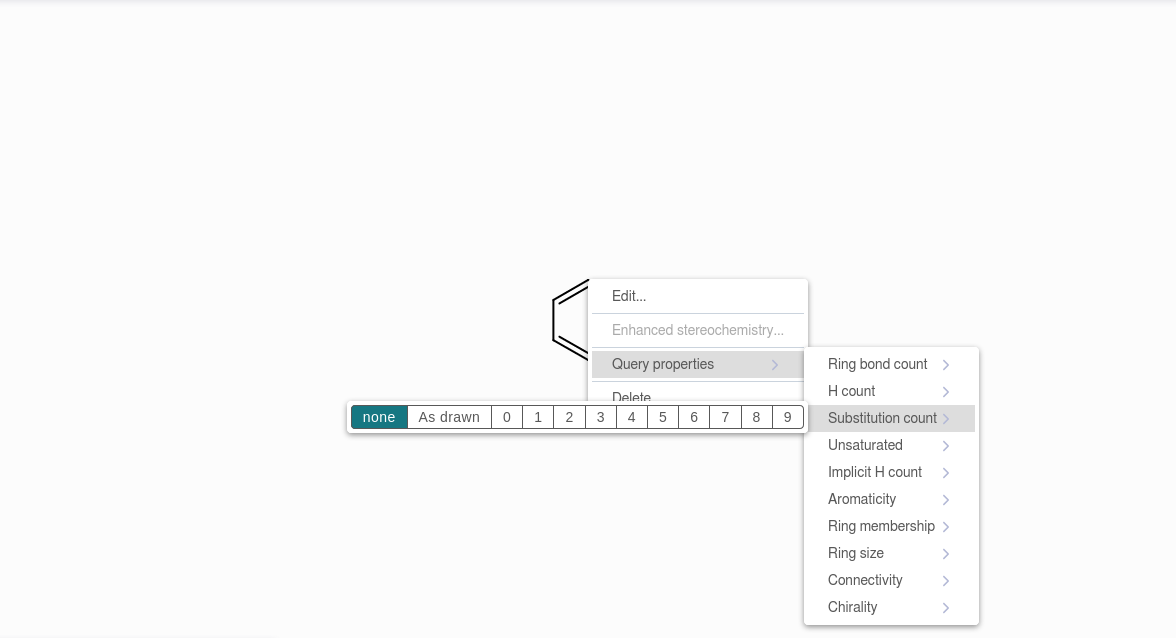 Edit...
Enhanced stereochemistry...
Query properties
Delete
none As drawn 0 1 2 3 4 5 6 7 8 9
Ring bond count
H count
Substitution count
Unsaturated
Implicit H count
Aromaticity
Ring membership
Ring size
Connectivity
Chirality